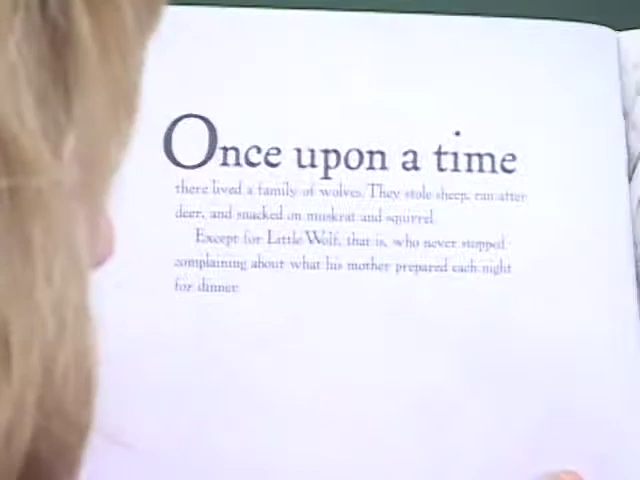 Once upon a time
there lived a family of wolves. They stole sheep, ran after
deer, and snacked on muskrat and squirrel.
Except for Little Wolf, that is, who never stopped
complaining about what his mother prepared each night
for dinner.